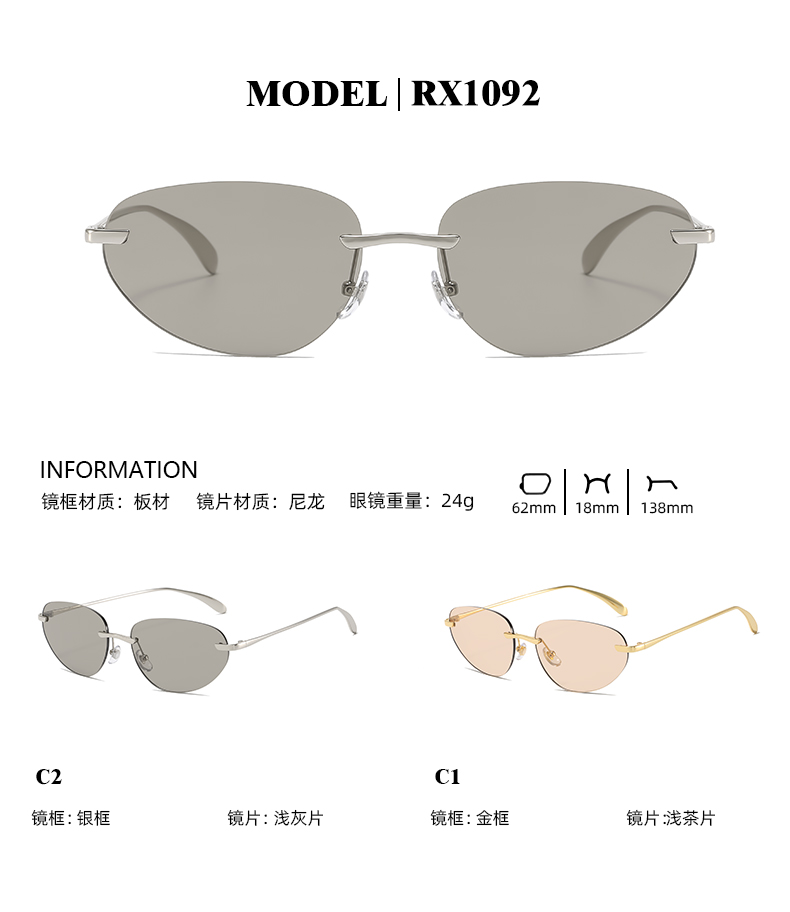 MODEL | RX1092
INFORMATION
镜框材质：板材 镜片材质：尼龙 眼镜重量：24g
62mm 18mm 138mm
C2 C1
镜框：银框 镜片：浅灰片 镜框：金框 镜片:浅茶片